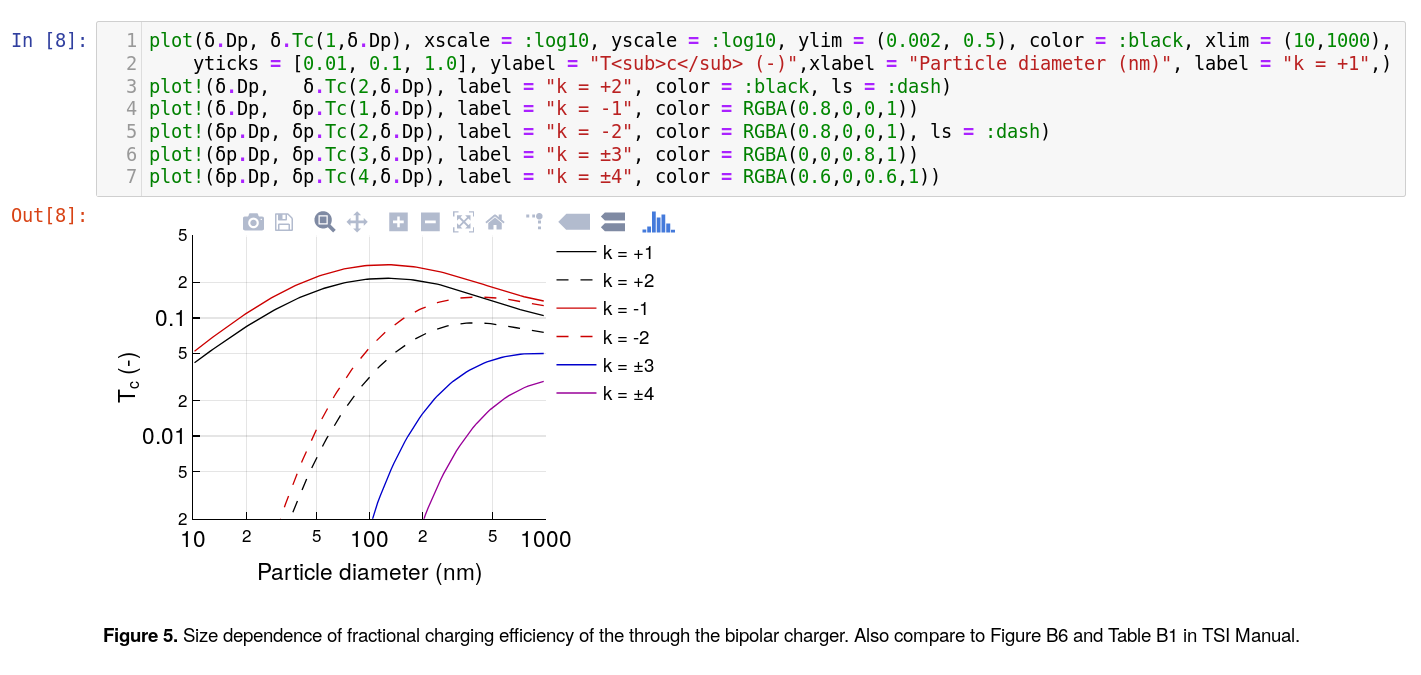 In [8]:
1 plot(δ.Dp, δ.Tc(1,δ.Dp), xscale = :log10, yscale = :log10, ylim = (0.002, 0.5), color = :black, xlim = (10,1000),
2     yticks = [0.01, 0.1, 1.0], ylabel = "T<sub>c</sub> (-)",xlabel = "Particle diameter (nm)", label = "k = +1",)
3 plot!(δ.Dp,   δ.Tc(2,δ.Dp), label = "k = +2", color = :black, ls = :dash)
4 plot!(δ.Dp,  δp.Tc(1,δ.Dp), label = "k = -1", color = RGBA(0.8,0,0,1))
5 plot!(δp.Dp, δp.Tc(2,δ.Dp), label = "k = -2", color = RGBA(0.8,0,0,1), ls = :dash)
6 plot!(δp.Dp, δp.Tc(3,δ.Dp), label = "k = ±3", color = RGBA(0,0,0.8,1))
7 plot!(δp.Dp, δp.Tc(4,δ.Dp), label = "k = ±4", color = RGBA(0.6,0,0.6,1))
Out[8]:
5
2
0.1
5
2
0.01
5
2
Tc (-)
10 2 5 100 2 5 1000
Particle diameter (nm)
k = +1
k = +2
k = -1
k = -2
k = ±3
k = ±4
Figure 5. Size dependence of fractional charging efficiency of the through the bipolar charger. Also compare to Figure B6 and Table B1 in TSI Manual.